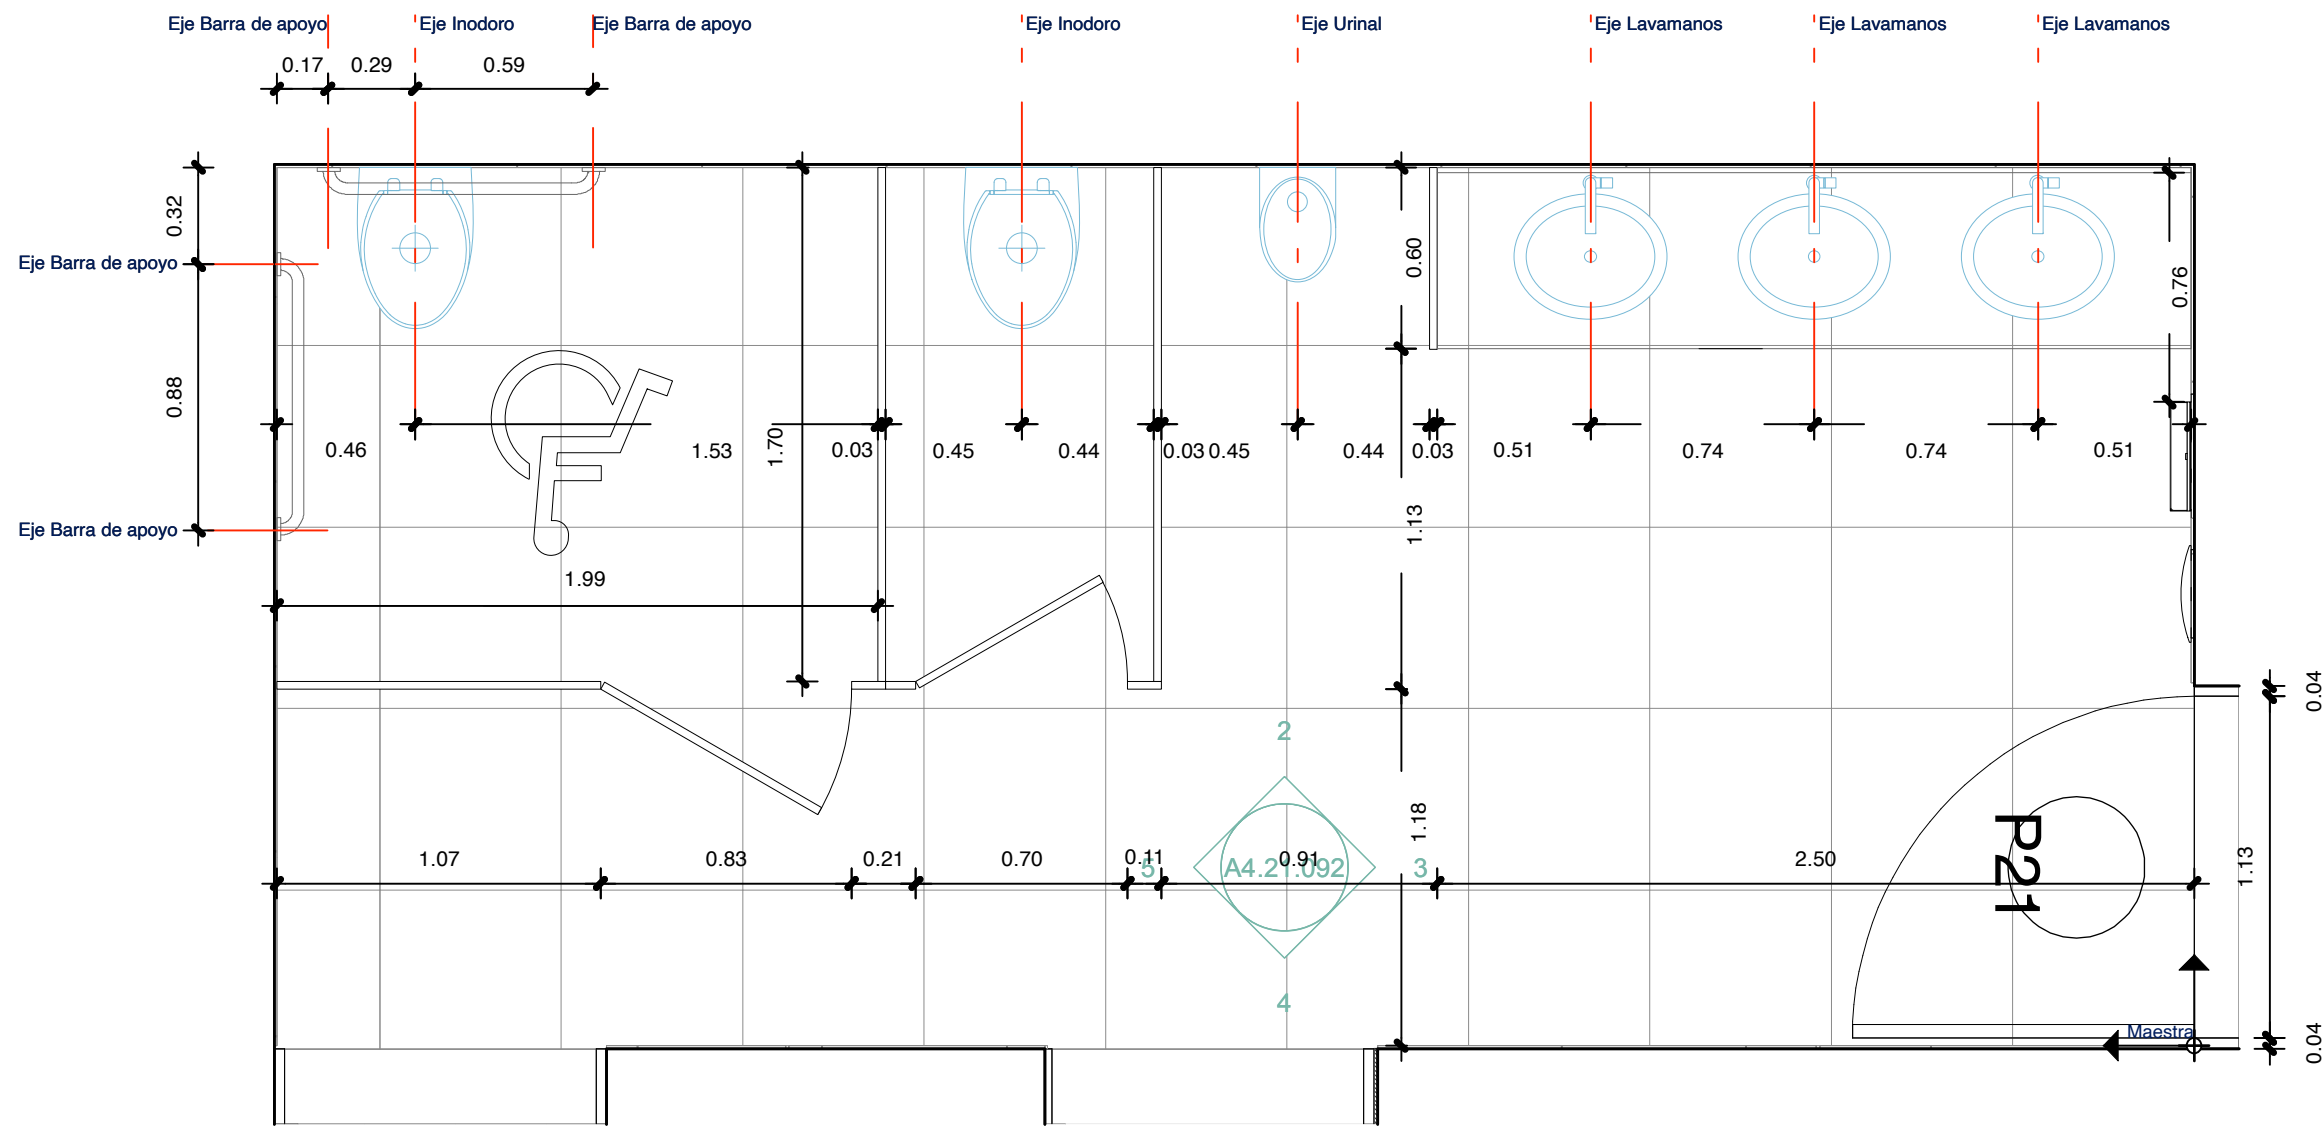 Eje Barra de apoyo
Eje Inodoro
Eje Barra de apoyo
Eje Inodoro
Eje Urinal
Eje Lavamanos
Eje Lavamanos
Eje Lavamanos
0.17
0.29
0.59
0.32
0.60
0.76
Eje Barra de apoyo
0.88
0.46
1.53
1.70
0.03
0.45
0.44
0.03
0.45
0.44
0.03
0.51
0.74
0.74
0.51
Eje Barra de apoyo
1.13
1.99
0.04
2
1.18
1.07
0.83
0.21
0.70
0.11
5
A4.21.092
0.91
3
2.50
P21
1.13
4
Maestra
0.04